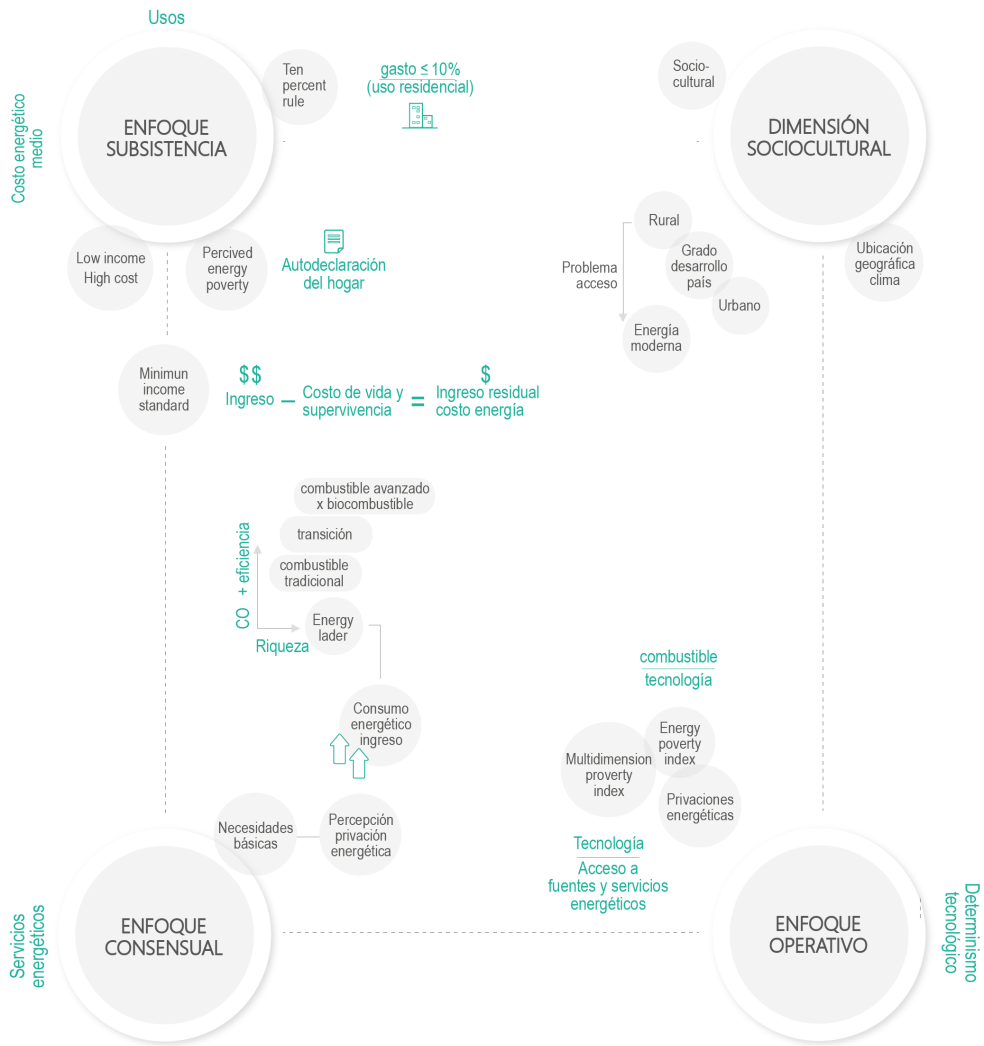 Usos
Costo energético
medio
ENFOQUE
SUBSISTENCIA
Ten
percent
rule
gasto ≤ 10%
(uso residencial)
Socio-
cultural
DIMENSIÓN
SOCIOCULTURAL
Low income
High cost
Percived
energy
poverty
Autodeclaración
del hogar
Rural
Problema
acceso
Grado
desarrollo
país
Urbano
Energía
moderna
Ubicación
geográfica
clima
Minimun
income
standard
$$
Ingreso
–
Costo de vida y
supervivencia
=
$
Ingreso residual
costo energía
combustible avanzado
x biocombustible
transición
combustible
tradicional
CO + eficiencia
Energy
lader
Riqueza
Consumo
energético
ingreso
Necesidades
básicas
Percepción
privación
energética
combustible
tecnología
Energy
poverty
index
Multidimension
proverty
index
Privaciones
energéticas
Tecnología
Acceso a
fuentes y servicios
energéticos
Servicios
energéticos
ENFOQUE
CONSENSUAL
ENFOQUE
OPERATIVO
Determinismo
tecnológico